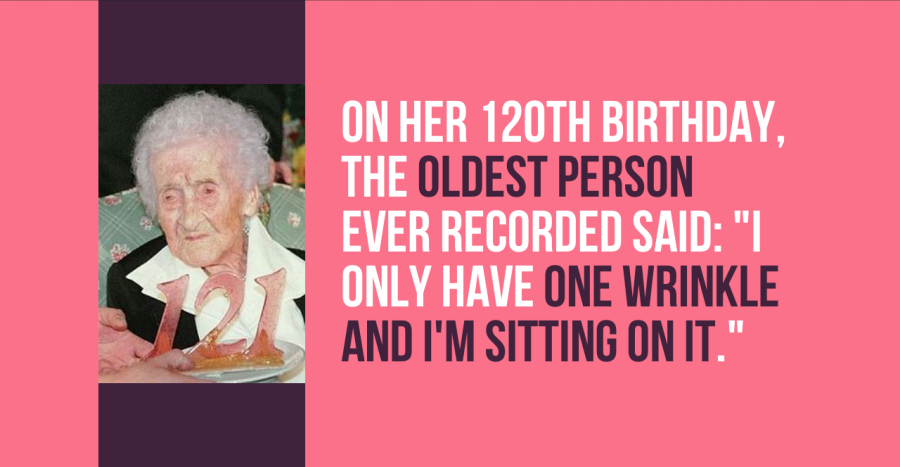 ON HER 120TH BIRTHDAY,
THE OLDEST PERSON
EVER RECORDED SAID: "I
ONLY HAVE ONE WRINKLE
AND I'M SITTING ON IT."
121